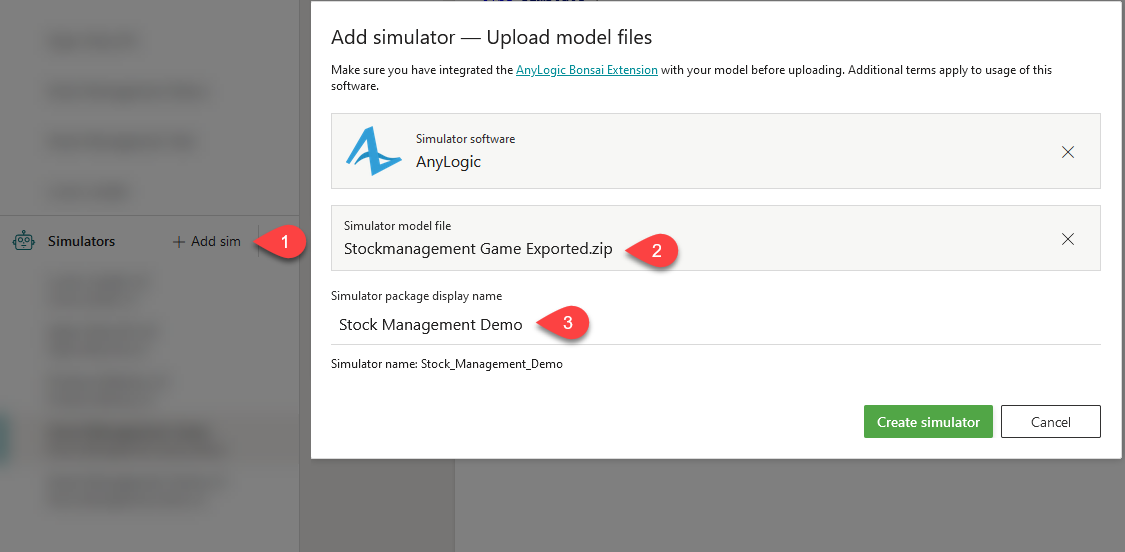 Add simulator — Upload model files
Make sure you have integrated the AnyLogic Bonsai Extension with your model before uploading. Additional terms apply to usage of this
software.
Simulator software
AnyLogic
Simulators
+ Add sim
1
Simulator model file
Stockmanagement Game Exported.zip
2
Simulator package display name
Stock Management Demo
3
Simulator name: Stock_Management_Demo
Create simulator
Cancel